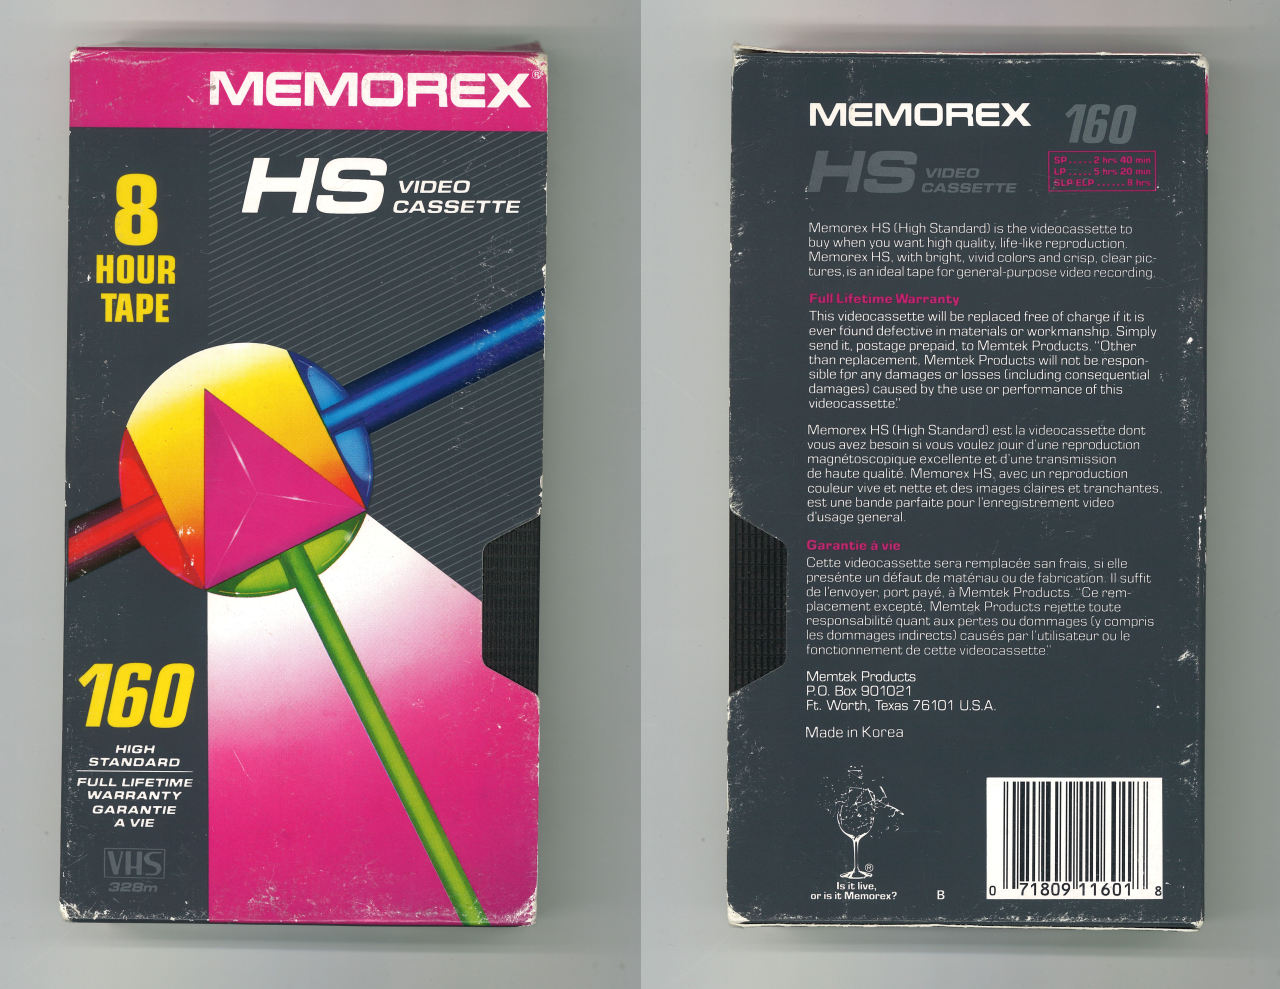 MEMOREX®
8
HOUR
TAPE
HS VIDEO
CASSETTE
160
HIGH
STANDARD
FULL LIFETIME
WARRANTY
GARANTIE
A VIE
VHS
328m
MEMOREX 160
HS VIDEO
CASSETTE
SP.....2 hrs 40 min
LP.....5 hrs 20 min
SLP·ECP......8 hrs
Memorex HS (High Standard) is the videocassette to
buy when you want high quality, life-like reproduction.
Memorex HS, with bright, vivid colors and crisp, clear pic-
tures, is an ideal tape for general-purpose video recording.
Full Lifetime Warranty
This videocassette will be replaced free of charge if it is
ever found defective in materials or workmanship. Simply
send it, postage prepaid, to Memtek Products. "Other
than replacement, Memtek Products will not be respon-
sible for any damages or losses (including consequential
damages) caused by the use or performance of this
videocassette."
Memorex HS (High Standard) est la videocassette dont
vous avez besoin si vous voulez jouir d'une reproduction
magnétoscopique excellente et d'une transmission
de haute qualité. Memorex HS, avec un reproduction
couleur vive et nette et des images claires et tranchantes,
est une bande parfaite pour l'enregistrement video
d'usage general.
Garantie à vie
Cette videocassette sera remplacée san frais, si elle
presénte un défaut de matériau ou de fabrication. Il suffit
de l'envoyer, port payé, à Memtek Products. "Ce rem-
placement excepté, Memtek Products rejette toute
responsabilité quant aux pertes ou dommages (y compris
les dommages indirects) causés par l'utilisateur ou le
fonctionnement de cette videocassette."
Memtek Products
P.O. Box 901021
Ft. Worth, Texas 76101 U.S.A.
Made in Korea
®
Is it live,
or is it Memorex?
B
0 71809 11601 8